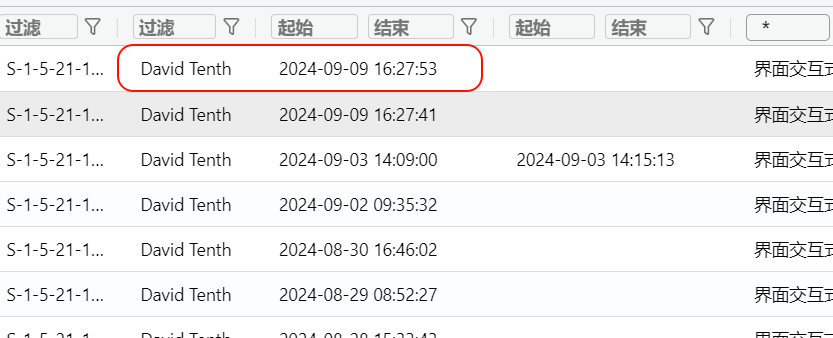 过滤 过滤 起始 结束 起始 结束 *
S-1-5-21-1... David Tenth 2024-09-09 16:27:53 界面交互式
S-1-5-21-1... David Tenth 2024-09-09 16:27:41 界面交互式
S-1-5-21-1... David Tenth 2024-09-03 14:09:00 2024-09-03 14:15:13 界面交互式
S-1-5-21-1... David Tenth 2024-09-02 09:35:32 界面交互式
S-1-5-21-1... David Tenth 2024-08-30 16:46:02 界面交互式
S-1-5-21-1... David Tenth 2024-08-29 08:52:27 界面交互式
S-1-5-21-1... David Tenth 界面交互式